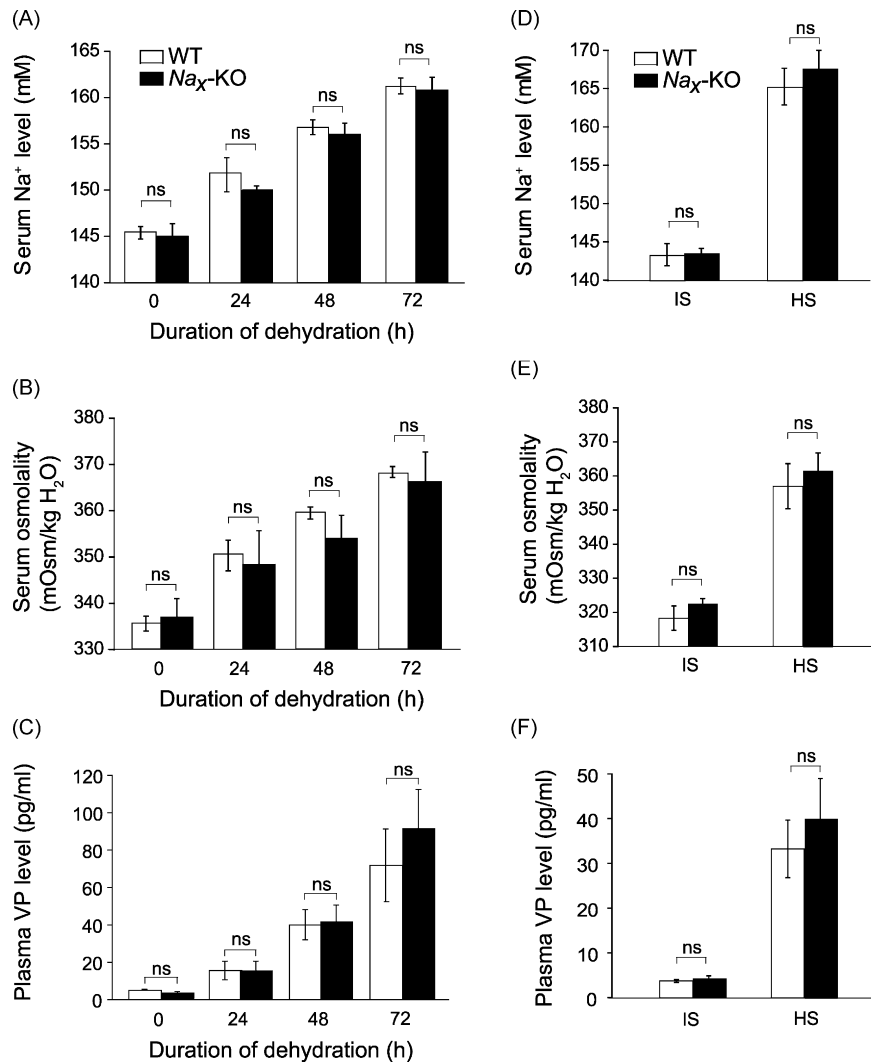 (A)
Serum Na⁺ level (mM)
165
160
155
150
145
140
WT
Naχ-KO
ns
ns
ns
ns
0 24 48 72
Duration of dehydration (h)
(B)
Serum osmolality
(mOsm/kg H₂O)
380
370
360
350
340
330
ns
ns
ns
ns
0 24 48 72
Duration of dehydration (h)
(C)
Plasma VP level (pg/ml)
120
100
80
60
40
20
0
ns
ns
ns
ns
0 24 48 72
Duration of dehydration (h)
(D)
Serum Na⁺ level (mM)
170
165
160
155
150
145
140
WT
Naχ-KO
ns
ns
IS HS
(E)
Serum osmolality
(mOsm/kg H₂O)
380
370
360
350
340
330
320
310
ns
ns
IS HS
(F)
Plasma VP level (pg/ml)
50
40
30
20
10
0
ns
ns
IS HS